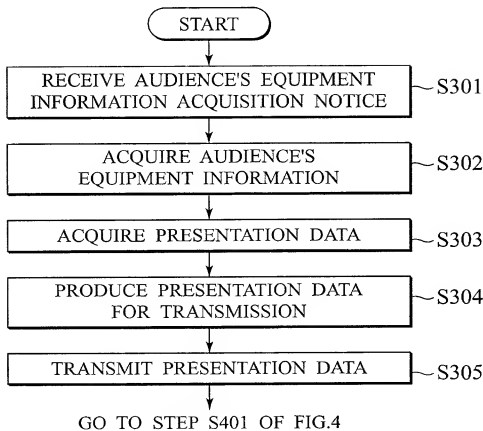 START
RECEIVE AUDIENCE'S EQUIPMENT
INFORMATION ACQUISITION NOTICE
S301
ACQUIRE AUDIENCE'S
EQUIPMENT INFORMATION
S302
ACQUIRE PRESENTATION DATA
S303
PRODUCE PRESENTATION DATA
FOR TRANSMISSION
S304
TRANSMIT PRESENTATION DATA
S305
GO TO STEP S401 OF FIG.4